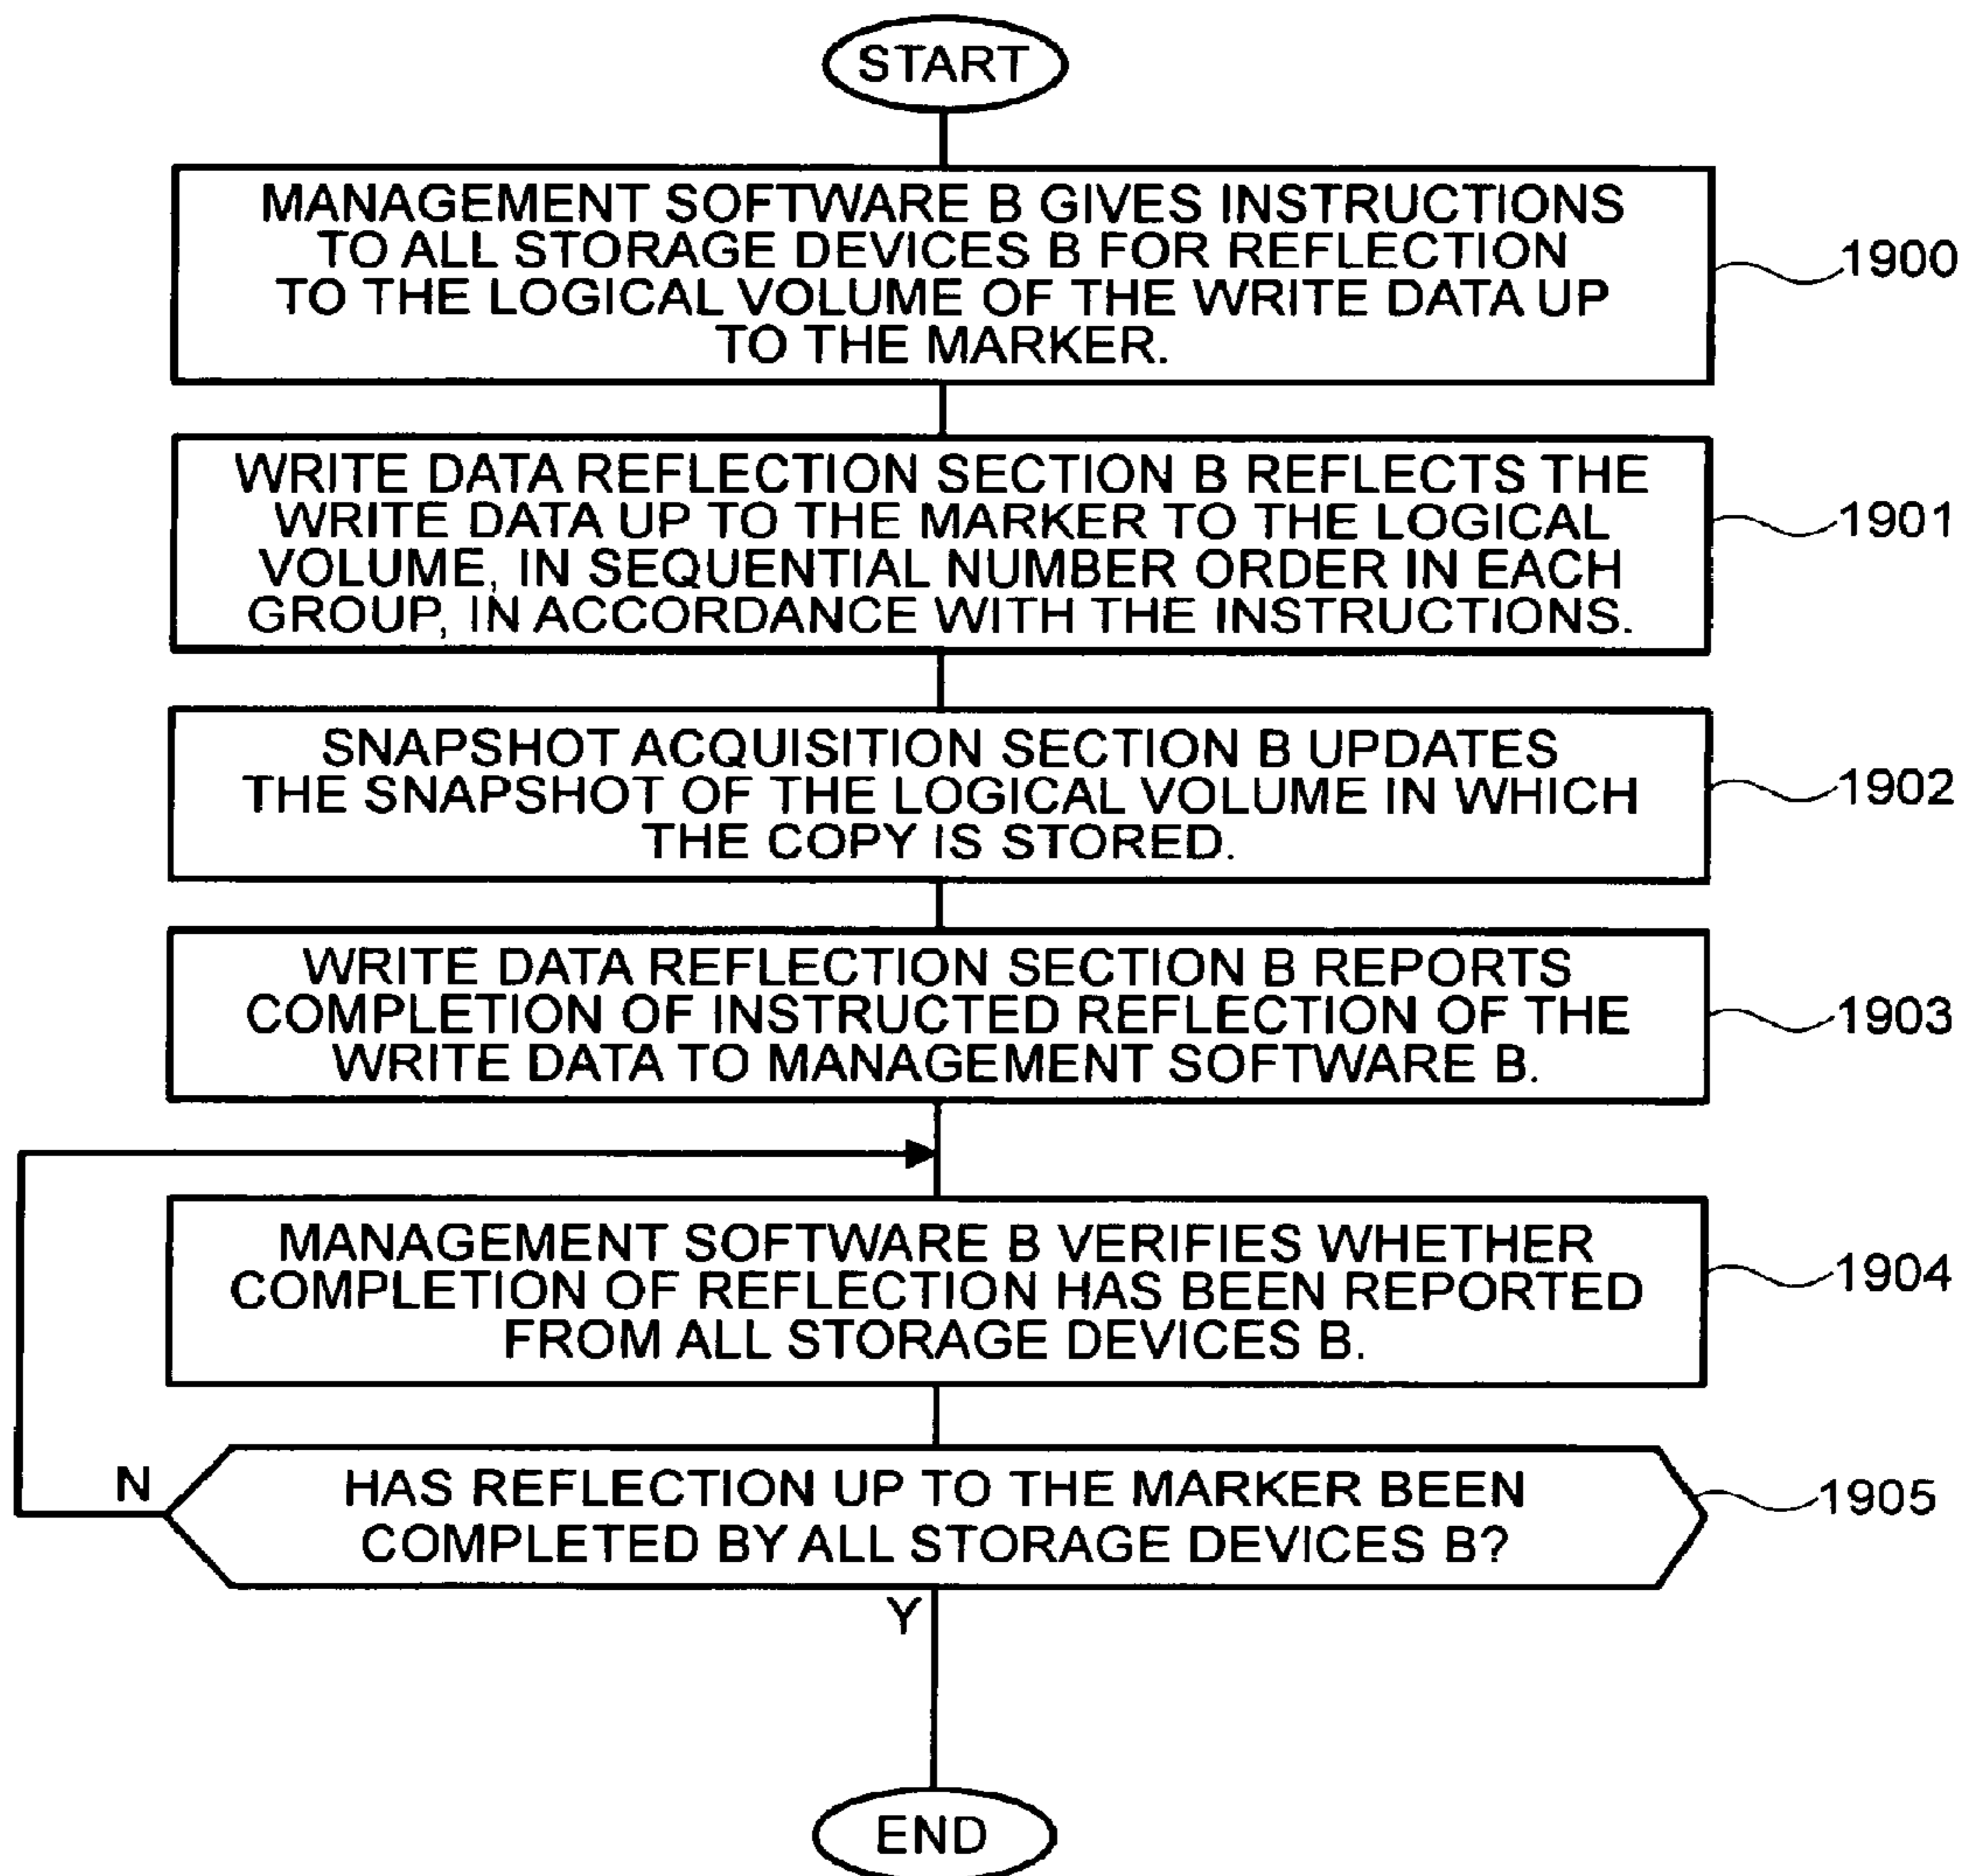 START
MANAGEMENT SOFTWARE B GIVES INSTRUCTIONS
TO ALL STORAGE DEVICES B FOR REFLECTION
TO THE LOGICAL VOLUME OF THE WRITE DATA UP
TO THE MARKER.
1900
WRITE DATA REFLECTION SECTION B REFLECTS THE
WRITE DATA UP TO THE MARKER TO THE LOGICAL
VOLUME, IN SEQUENTIAL NUMBER ORDER IN EACH
GROUP, IN ACCORDANCE WITH THE INSTRUCTIONS.
1901
SNAPSHOT ACQUISITION SECTION B UPDATES
THE SNAPSHOT OF THE LOGICAL VOLUME IN WHICH
THE COPY IS STORED.
1902
WRITE DATA REFLECTION SECTION B REPORTS
COMPLETION OF INSTRUCTED REFLECTION OF THE
WRITE DATA TO MANAGEMENT SOFTWARE B.
1903
MANAGEMENT SOFTWARE B VERIFIES WHETHER
COMPLETION OF REFLECTION HAS BEEN REPORTED
FROM ALL STORAGE DEVICES B.
1904
N
HAS REFLECTION UP TO THE MARKER BEEN
COMPLETED BY ALL STORAGE DEVICES B?
1905
Y
END